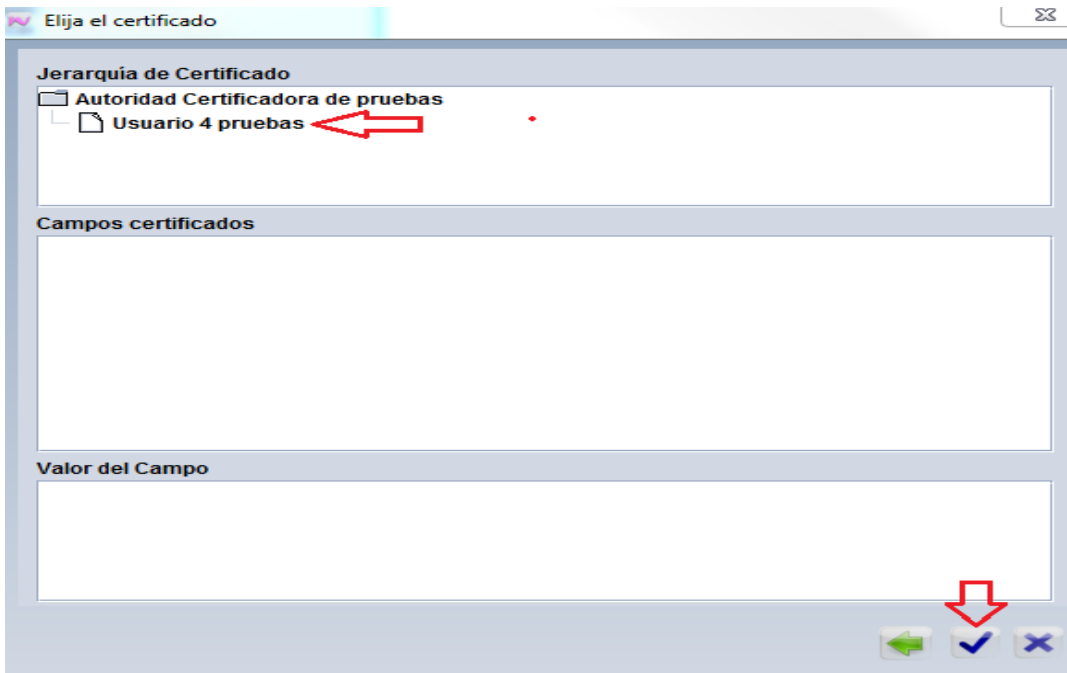 Elija el certificado
Jerarquía de Certificado
Autoridad Certificadora de pruebas
Usuario 4 pruebas
Campos certificados
Valor del Campo